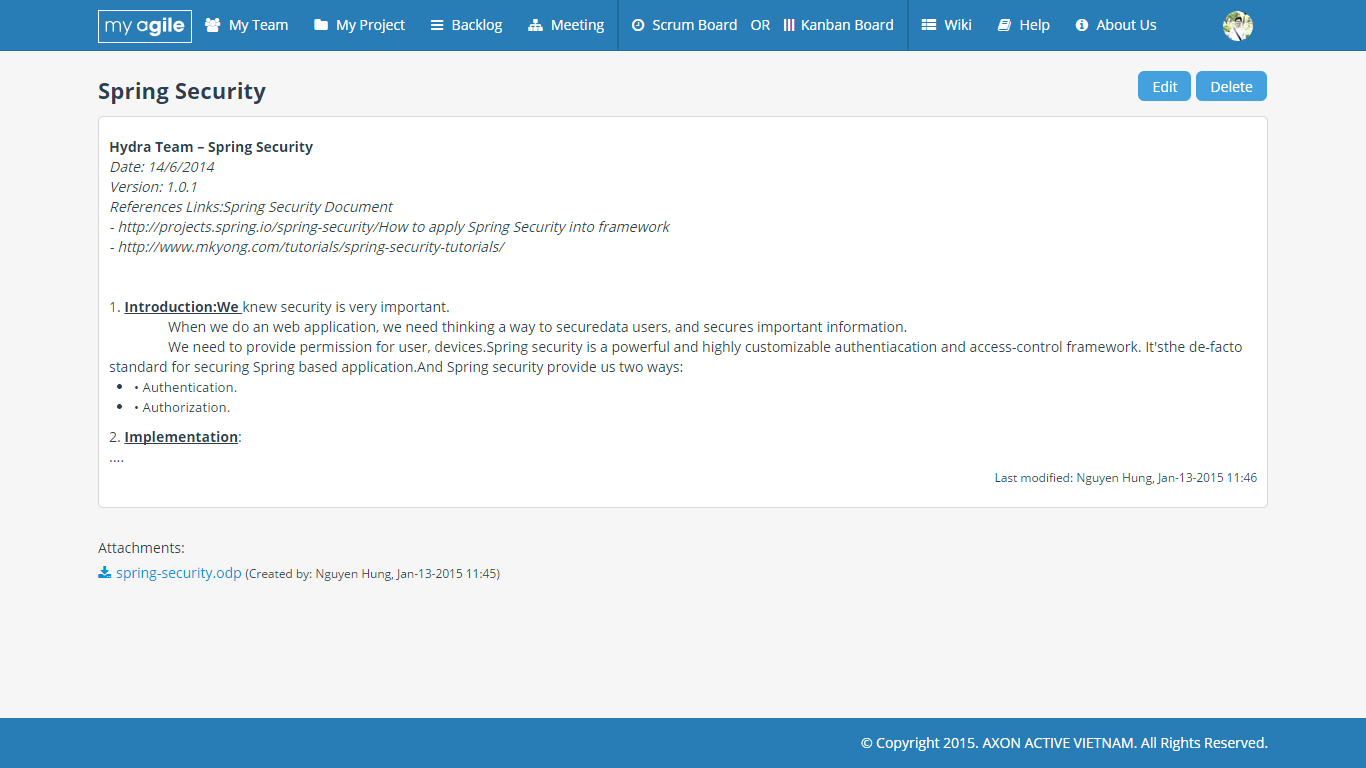 my agile My Team My Project Backlog Meeting Scrum Board OR Kanban Board Wiki Help About Us
Spring Security
Edit Delete
Hydra Team – Spring Security
Date: 14/6/2014
Version: 1.0.1
References Links:Spring Security Document
- http://projects.spring.io/spring-security/How to apply Spring Security into framework
- http://www.mkyong.com/tutorials/spring-security-tutorials/
1. Introduction:We knew security is very important.
When we do an web application, we need thinking a way to securedata users, and secures important information.
We need to provide permission for user, devices.Spring security is a powerful and highly customizable authentiacation and access-control framework. It'sthe de-facto
standard for securing Spring based application.And Spring security provide us two ways:
• • Authentication.
• • Authorization.
2. Implementation:
....
Last modified: Nguyen Hung, Jan-13-2015 11:46
Attachments:
spring-security.odp (Created by: Nguyen Hung, Jan-13-2015 11:45)
© Copyright 2015. AXON ACTIVE VIETNAM. All Rights Reserved.